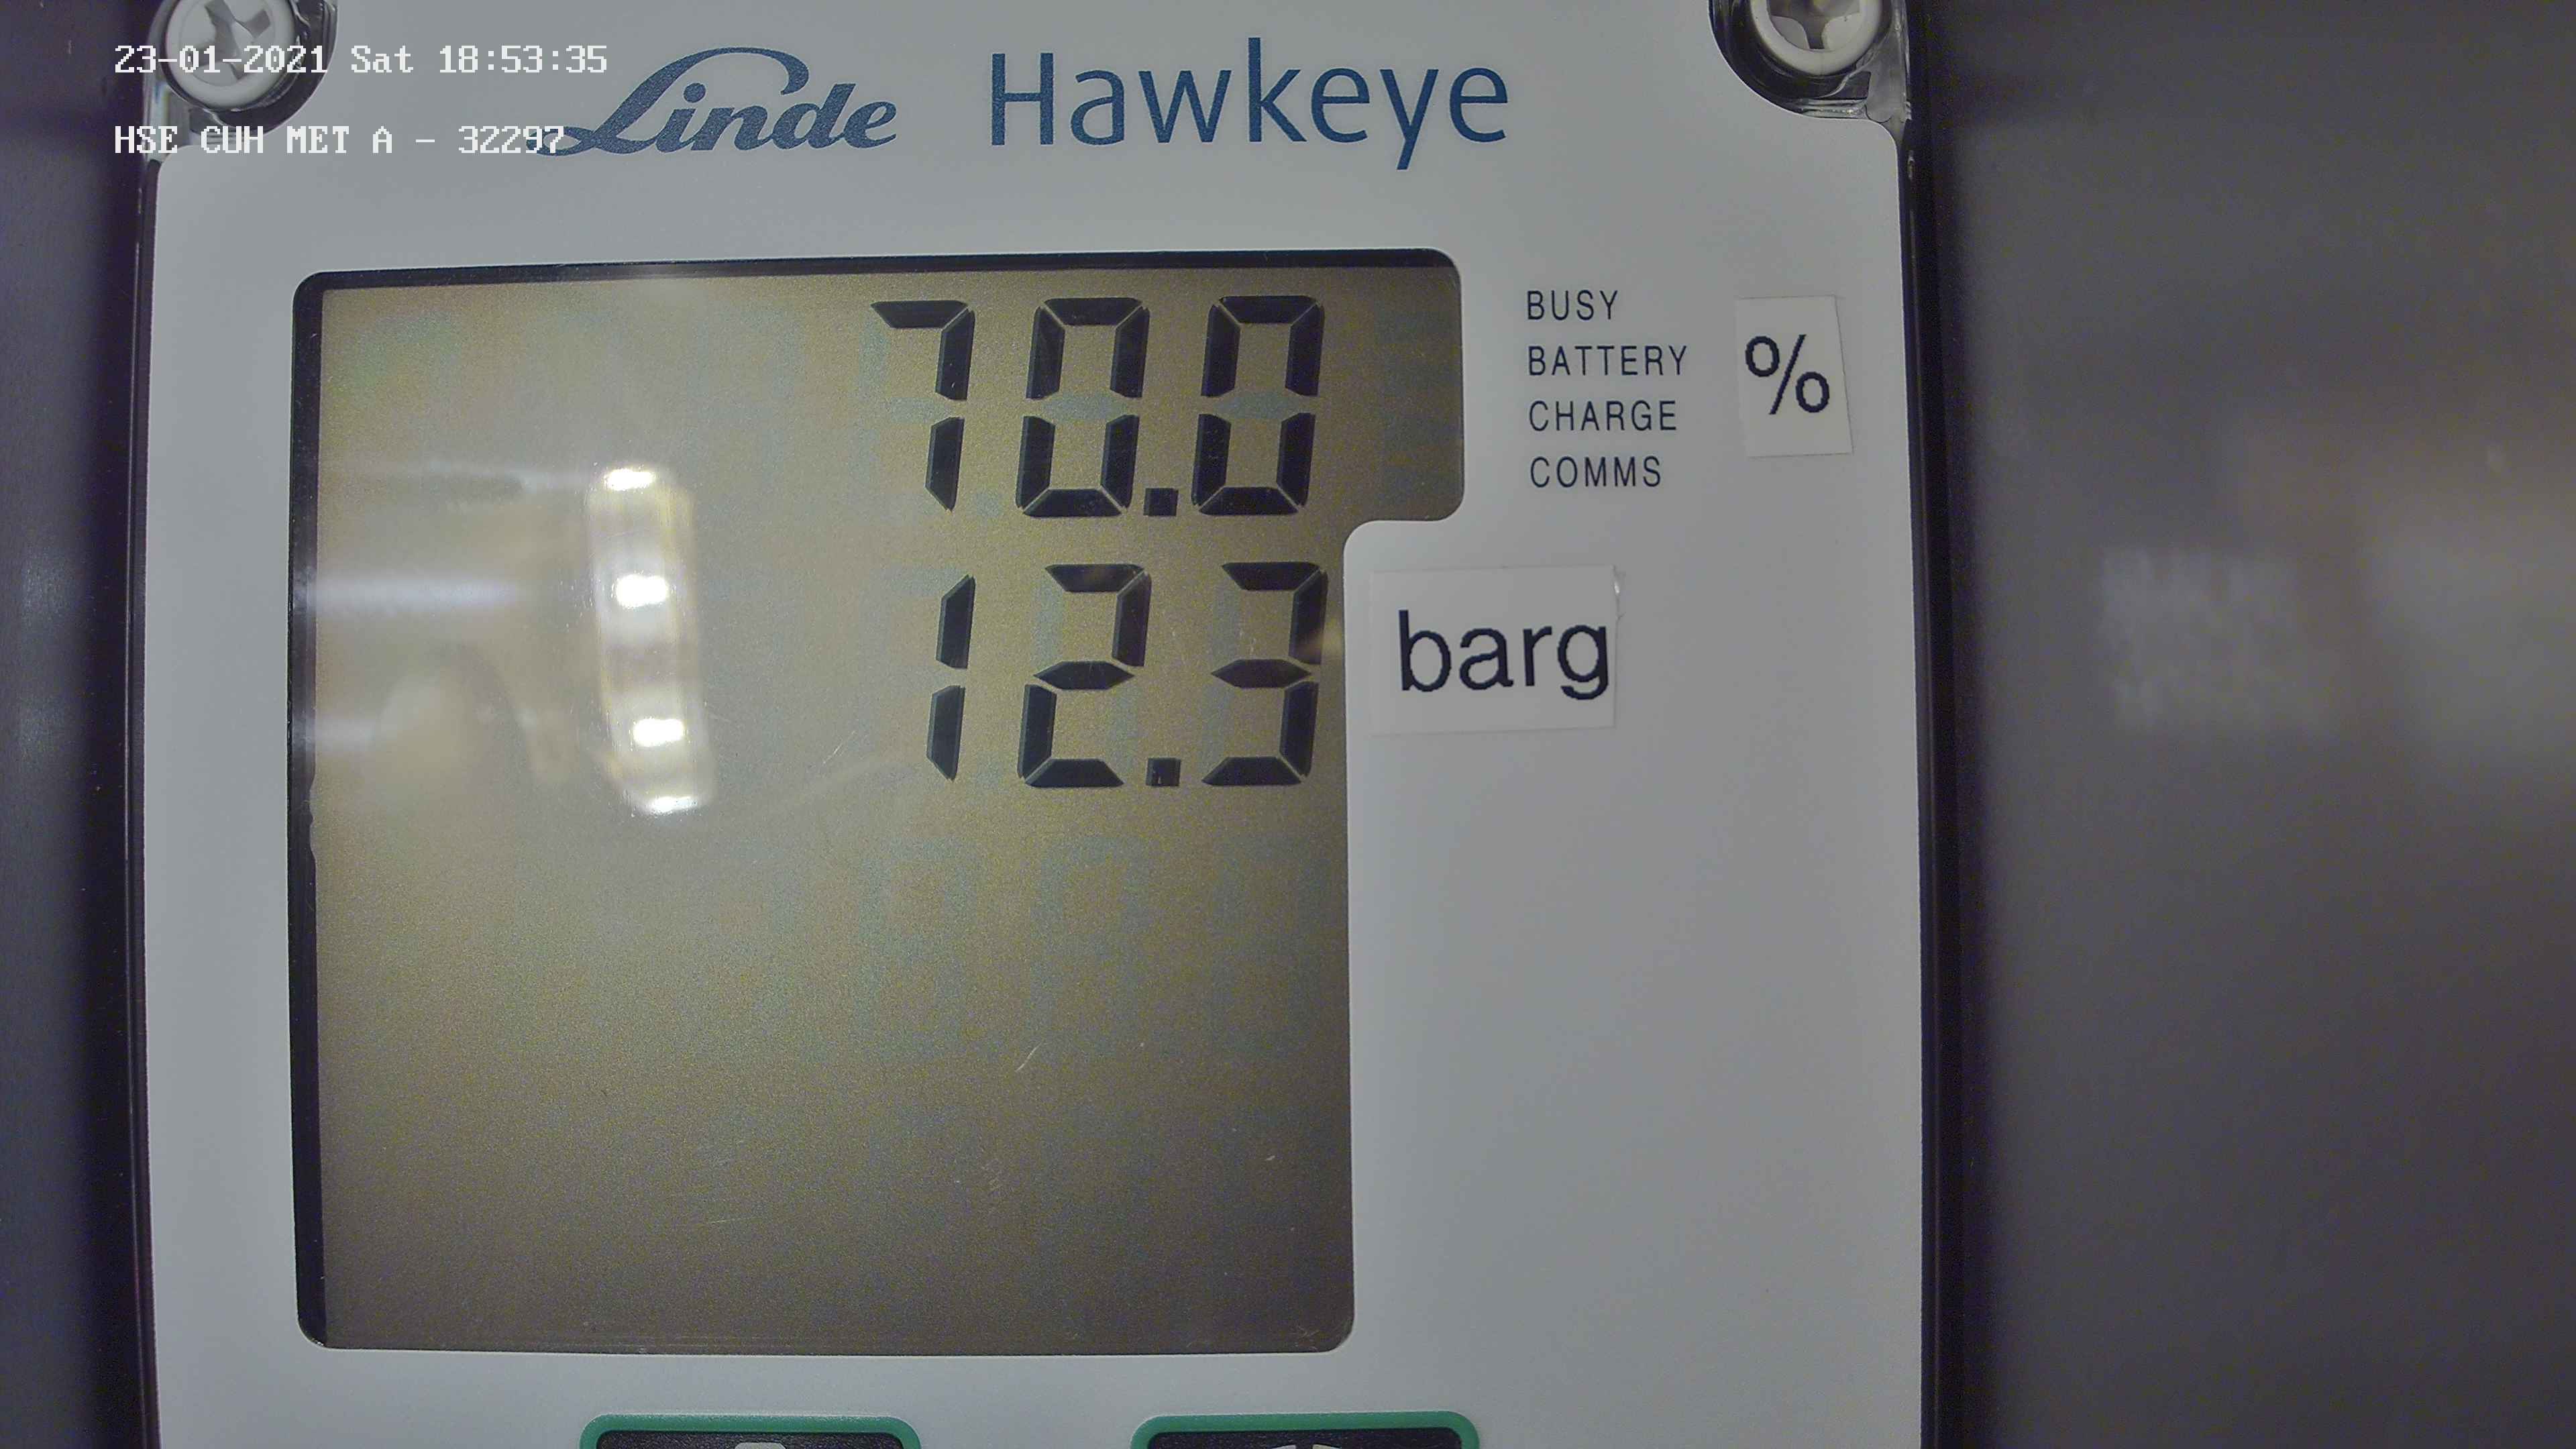 23-01-2021 Sat 18:53:35
Linde Hawkeye
HSE CUH MET A - 32297
70.0
BUSY
BATTERY
CHARGE
COMMS
%
12.3
barg